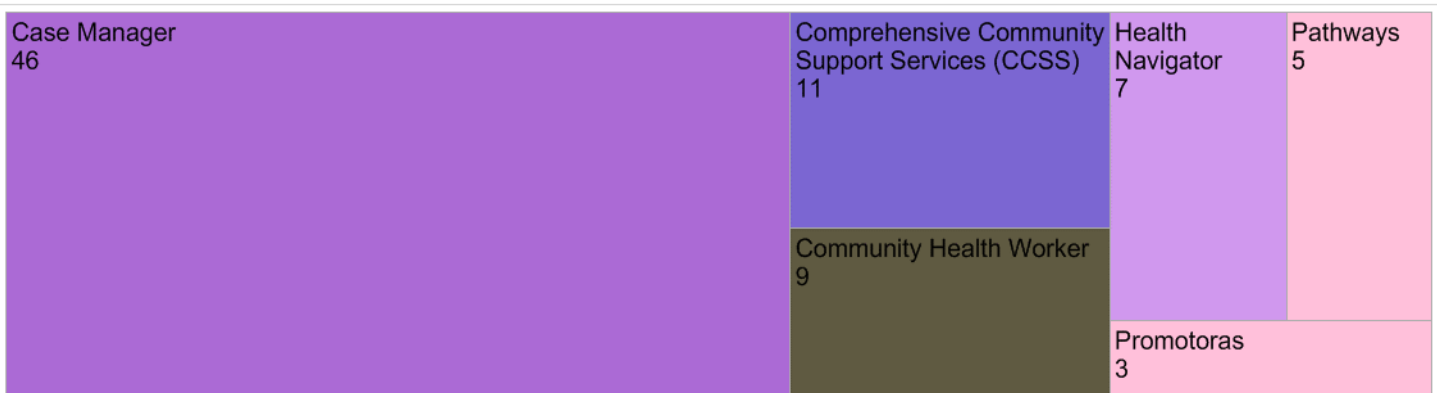 Case Manager
46
Comprehensive Community
Support Services (CCSS)
11
Community Health Worker
9
Health
Navigator
7
Pathways
5
Promotoras
3